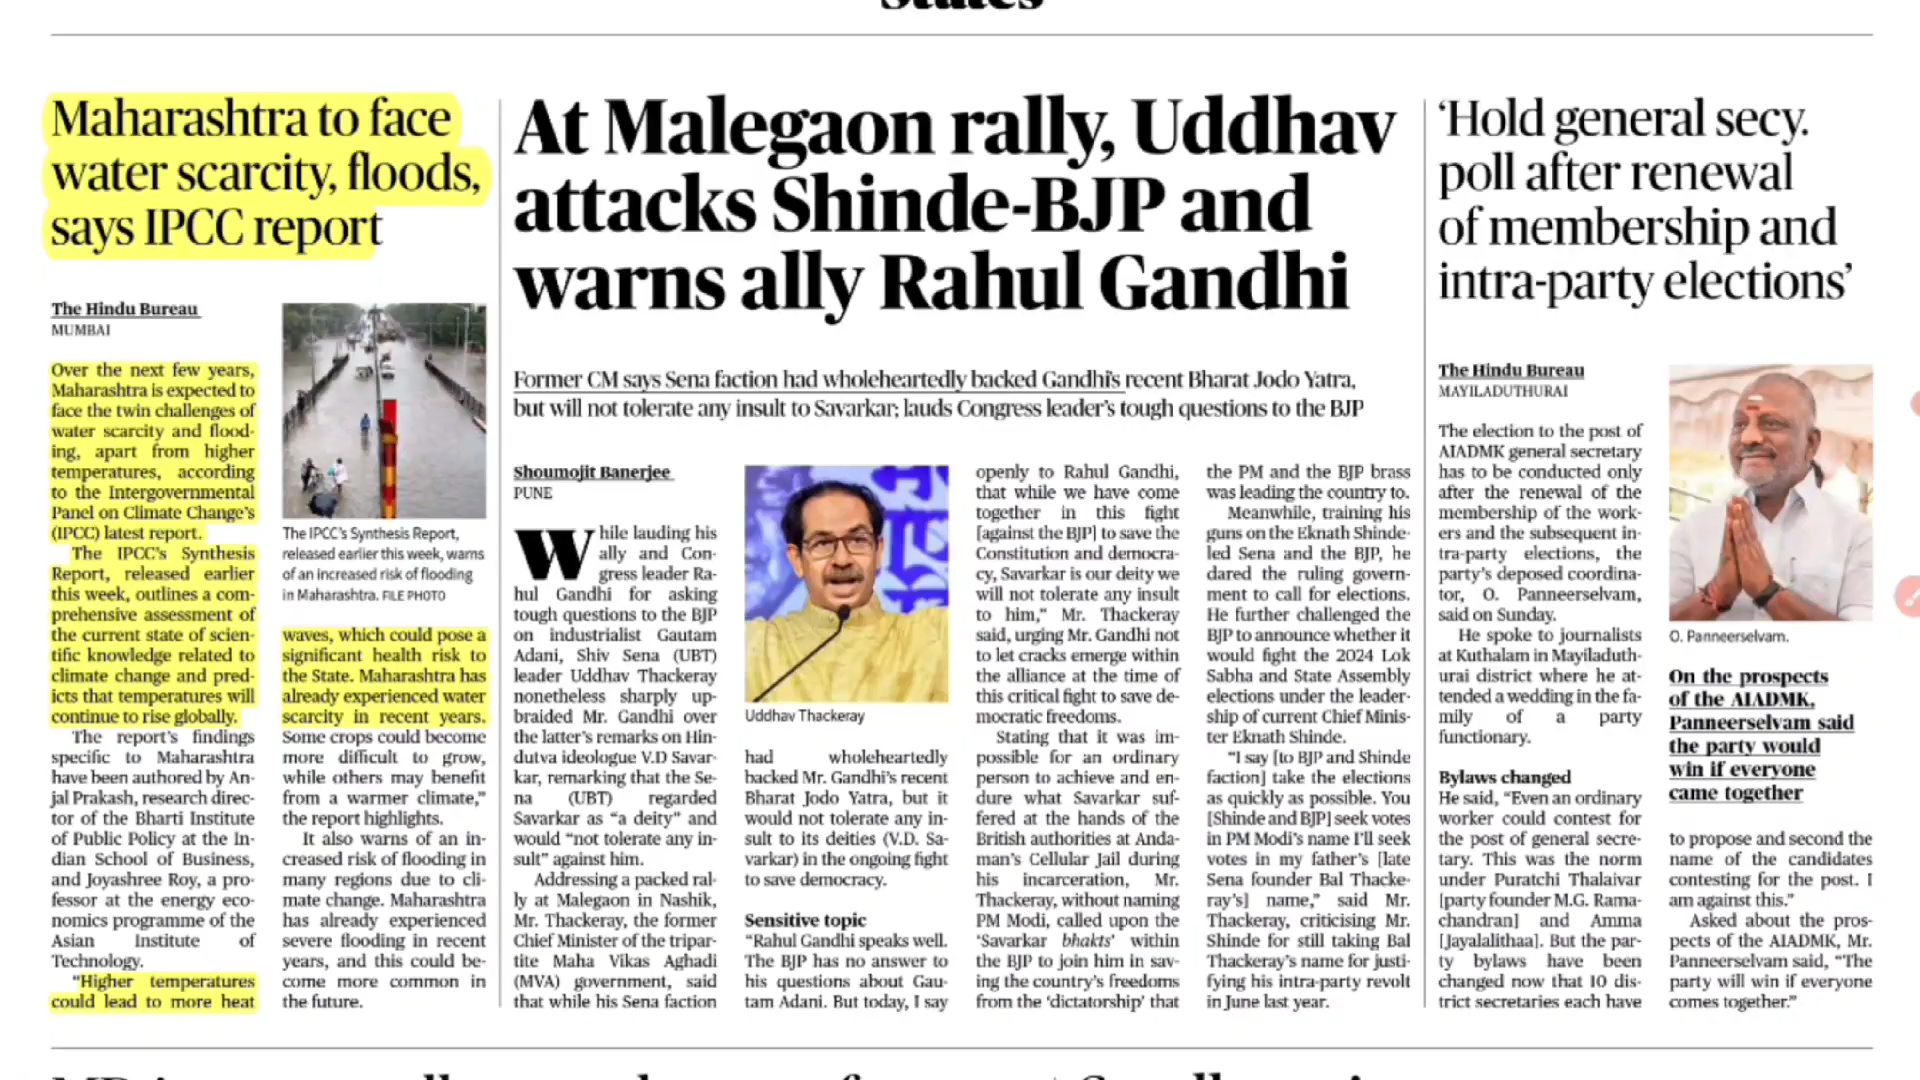 States
Maharashtra to face
water scarcity, floods,
says IPCC report
The Hindu Bureau
MUMBAI
Over the next few years,
Maharashtra is expected to
face the twin challenges of
water scarcity and flood-
ing, apart from higher
temperatures, according
to the Intergovernmental
Panel on Climate Change's
(IPCC) latest report.
The IPCC's Synthesis
Report, released earlier
this week, outlines a com-
prehensive assessment of
the current state of scien-
tific knowledge related to
climate change and pred-
icts that temperatures will
continue to rise globally.
The report's findings
specific to Maharashtra
have been authored by An-
jal Prakash, research direc-
tor of the Bharti Institute
of Public Policy at the In-
dian School of Business,
and Joyashree Roy, a pro-
fessor at the energy eco-
nomics programme of the
Asian Institute of
Technology.
"Higher temperatures
could lead to more heat
The IPCC's Synthesis Report,
released earlier this week, warns
of an increased risk of flooding
in Maharashtra. FILE PHOTO
waves, which could pose a
significant health risk to
the State. Maharashtra has
already experienced water
scarcity in recent years.
Some crops could become
more difficult to grow,
while others may benefit
from a warmer climate,"
the report highlights.
It also warns of an in-
creased risk of flooding in
many regions due to cli-
mate change. Maharashtra
has already experienced
severe flooding in recent
years, and this could be-
come more common in
the future.
At Malegaon rally, Uddhav
attacks Shinde-BJP and
warns ally Rahul Gandhi
Former CM says Sena faction had wholeheartedly backed Gandhi's recent Bharat Jodo Yatra,
but will not tolerate any insult to Savarkar; lauds Congress leader's tough questions to the BJP
Shoumojit Banerjee
PUNE
While lauding his
ally and Con-
gress leader Ra-
hul Gandhi for asking
tough questions to the BJP
on industrialist Gautam
Adani, Shiv Sena (UBT)
leader Uddhav Thackeray
nonetheless sharply up-
braided Mr. Gandhi over
the latter's remarks on Hin-
dutva ideologue V.D Savar-
kar, remarking that the Se-
na (UBT) regarded
Savarkar as "a deity" and
would "not tolerate any in-
sult" against him.
Addressing a packed ral-
ly at Malegaon in Nashik,
Mr. Thackeray, the former
Chief Minister of the tripar-
tite Maha Vikas Aghadi
(MVA) government, said
that while his Sena faction
Uddhav Thackeray
had wholeheartedly
backed Mr. Gandhi's recent
Bharat Jodo Yatra, but it
would not tolerate any in-
sult to its deities (V.D. Sa-
varkar) in the ongoing fight
to save democracy.
Sensitive topic
"Rahul Gandhi speaks well.
The BJP has no answer to
his questions about Gau-
tam Adani. But today, I say
openly to Rahul Gandhi,
that while we have come
together in this fight
[against the BJP] to save the
Constitution and democra-
cy, Savarkar is our deity we
will not tolerate any insult
to him," Mr. Thackeray
said, urging Mr. Gandhi not
to let cracks emerge within
the alliance at the time of
this critical fight to save de-
mocratic freedoms.
Stating that it was im-
possible for an ordinary
person to achieve and en-
dure what Savarkar suf-
fered at the hands of the
British authorities at Anda-
man's Cellular Jail during
his incarceration, Mr.
Thackeray, without naming
PM Modi, called upon the
'Savarkar bhakts' within
the BJP to join him in sav-
ing the country's freedoms
from the 'dictatorship' that
the PM and the BJP brass
was leading the country to.
Meanwhile, training his
guns on the Eknath Shinde-
led Sena and the BJP, he
dared the ruling govern-
ment to call for elections.
He further challenged the
BJP to announce whether it
would fight the 2024 Lok
Sabha and State Assembly
elections under the leader-
ship of current Chief Minis-
ter Eknath Shinde.
"I say [to BJP and Shinde
faction] take the elections
as quickly as possible. You
[Shinde and BJP] seek votes
in PM Modi's name I'll seek
votes in my father's [late
Sena founder Bal Thacke-
ray's] name," said Mr.
Thackeray, criticising Mr.
Shinde for still taking Bal
Thackeray's name for justi-
fying his intra-party revolt
in June last year.
'Hold general secy.
poll after renewal
of membership and
intra-party elections'
The Hindu Bureau
MAYILADUTHURAI
The election to the post of
AIADMK general secretary
has to be conducted only
after the renewal of the
membership of the work-
ers and the subsequent in-
tra-party elections, the
party's deposed coordina-
tor, O. Panneerselvam,
said on Sunday.
He spoke to journalists
at Kuthalam in Mayiladuth-
urai district where he at-
tended a wedding in the fa-
mily of a party
functionary.
Bylaws changed
He said, "Even an ordinary
worker could contest for
the post of general secre-
tary. This was the norm
under Puratchi Thalaivar
[party founder M.G. Rama-
chandran] and Amma
[Jayalalithaa]. But the par-
ty bylaws have been
changed now that 10 dis-
trict secretaries each have
O. Panneerselvam.
On the prospects
of the AIADMK,
Panneerselvam said
the party would
win if everyone
came together
to propose and second the
name of the candidates
contesting for the post. I
am against this."
Asked about the pros-
pects of the AIADMK, Mr.
Panneerselvam said, "The
party will win if everyone
comes together."